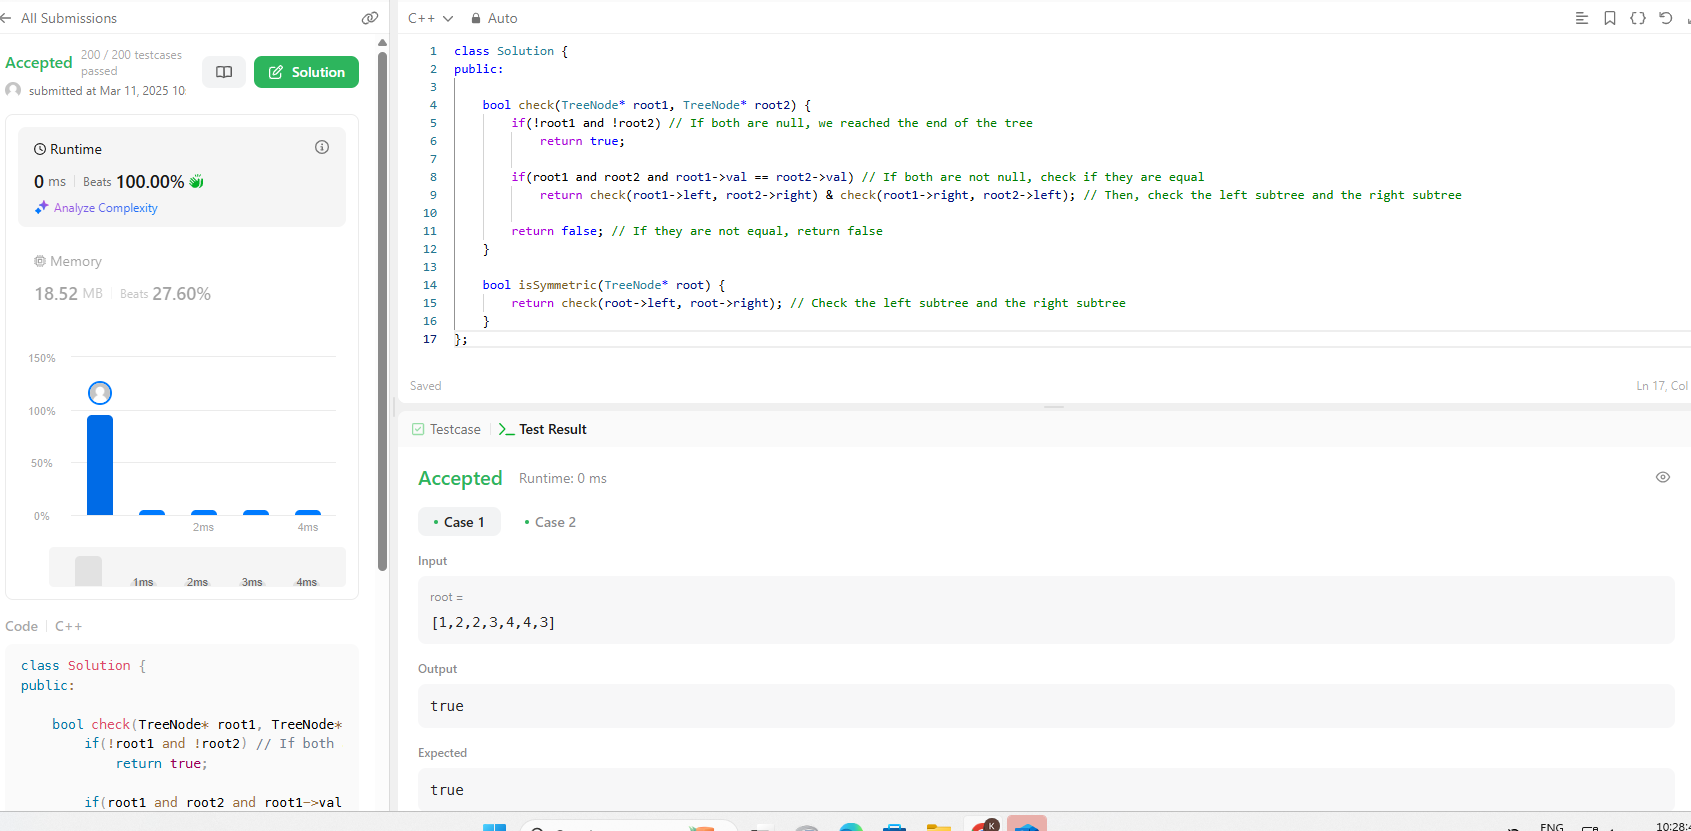 All Submissions
Accepted
200 / 200 testcases
passed
submitted at Mar 11, 2025 10
Solution
Runtime
0 ms
Beats 100.00%
Analyze Complexity
Memory
18.52 MB
Beats 27.60%
150%
100%
50%
0%
2ms
4ms
1ms
2ms
3ms
4ms
Code
C++
class Solution {
public:
bool check(TreeNode* root1, TreeNode*
if(!root1 and !root2) // If both
return true;
if(root1 and root2 and root1->val
C++
Auto
1 class Solution {
2 public:
3
4 bool check(TreeNode* root1, TreeNode* root2) {
5 if(!root1 and !root2) // If both are null, we reached the end of the tree
6 return true;
7
8 if(root1 and root2 and root1->val == root2->val) // If both are not null, check if they are equal
9 return check(root1->left, root2->right) & check(root1->right, root2->left); // Then, check the left subtree and the right subtree
10
11 return false; // If they are not equal, return false
12 }
13
14 bool isSymmetric(TreeNode* root) {
15 return check(root->left, root->right); // Check the left subtree and the right subtree
16 }
17 };
Saved
Ln 17, Col
Testcase
Test Result
Accepted
Runtime: 0 ms
Case 1
Case 2
Input
root =
[1,2,2,3,4,4,3]
Output
true
Expected
true
K
ENG
10:28:4